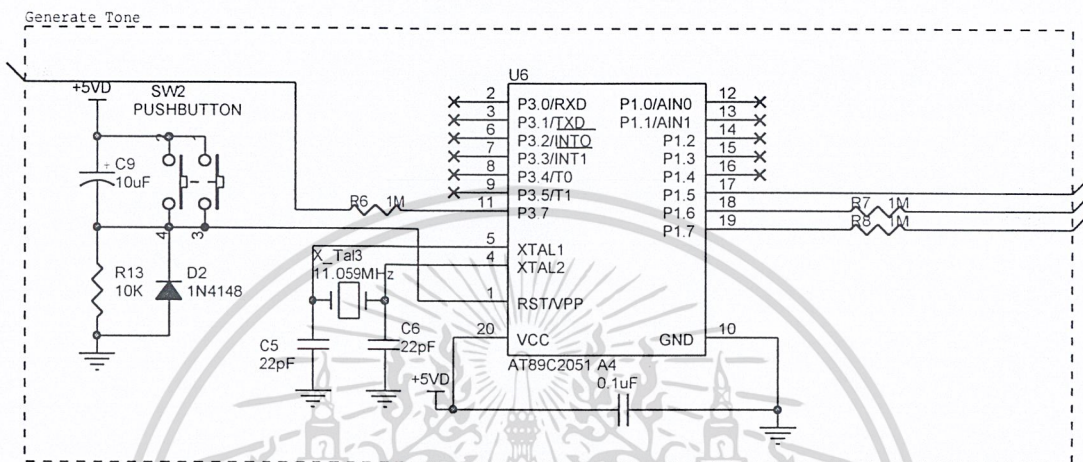 Generate Tone
+5VD
SW2
PUSHBUTTON
C9
+
10uF
4
3
R13
10K
D2
1N4148
R6 1M
X_Tal3
11.059MHz
C5
22pF
C6
22pF
U6
2 P3.0/RXD
3 P3.1/TXD
6 P3.2/INTO
7 P3.3/INT1
8 P3.4/T0
9 P3.5/T1
11 P3.7
5 XTAL1
4 XTAL2
1 RST/VPP
20 VCC
P1.0/AIN0 12
P1.1/AIN1 13
P1.2 14
P1.3 15
P1.4 16
P1.5 17
P1.6 18
P1.7 19
GND 10
R7 1M
R8 1M
AT89C2051 A4
0.1uF
+5VD